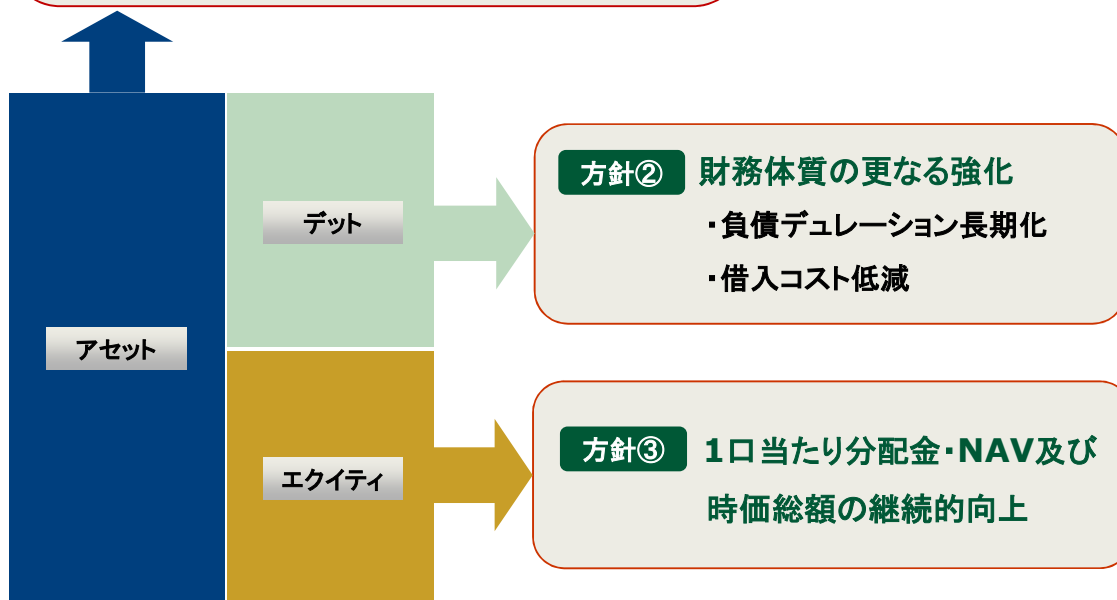 アセット
デット
方針② 財務体質の更なる強化
・負債デュレーション長期化
・借入コスト低減
エクイティ
方針③ 1口当たり分配金・NAV及び
時価総額の継続的向上